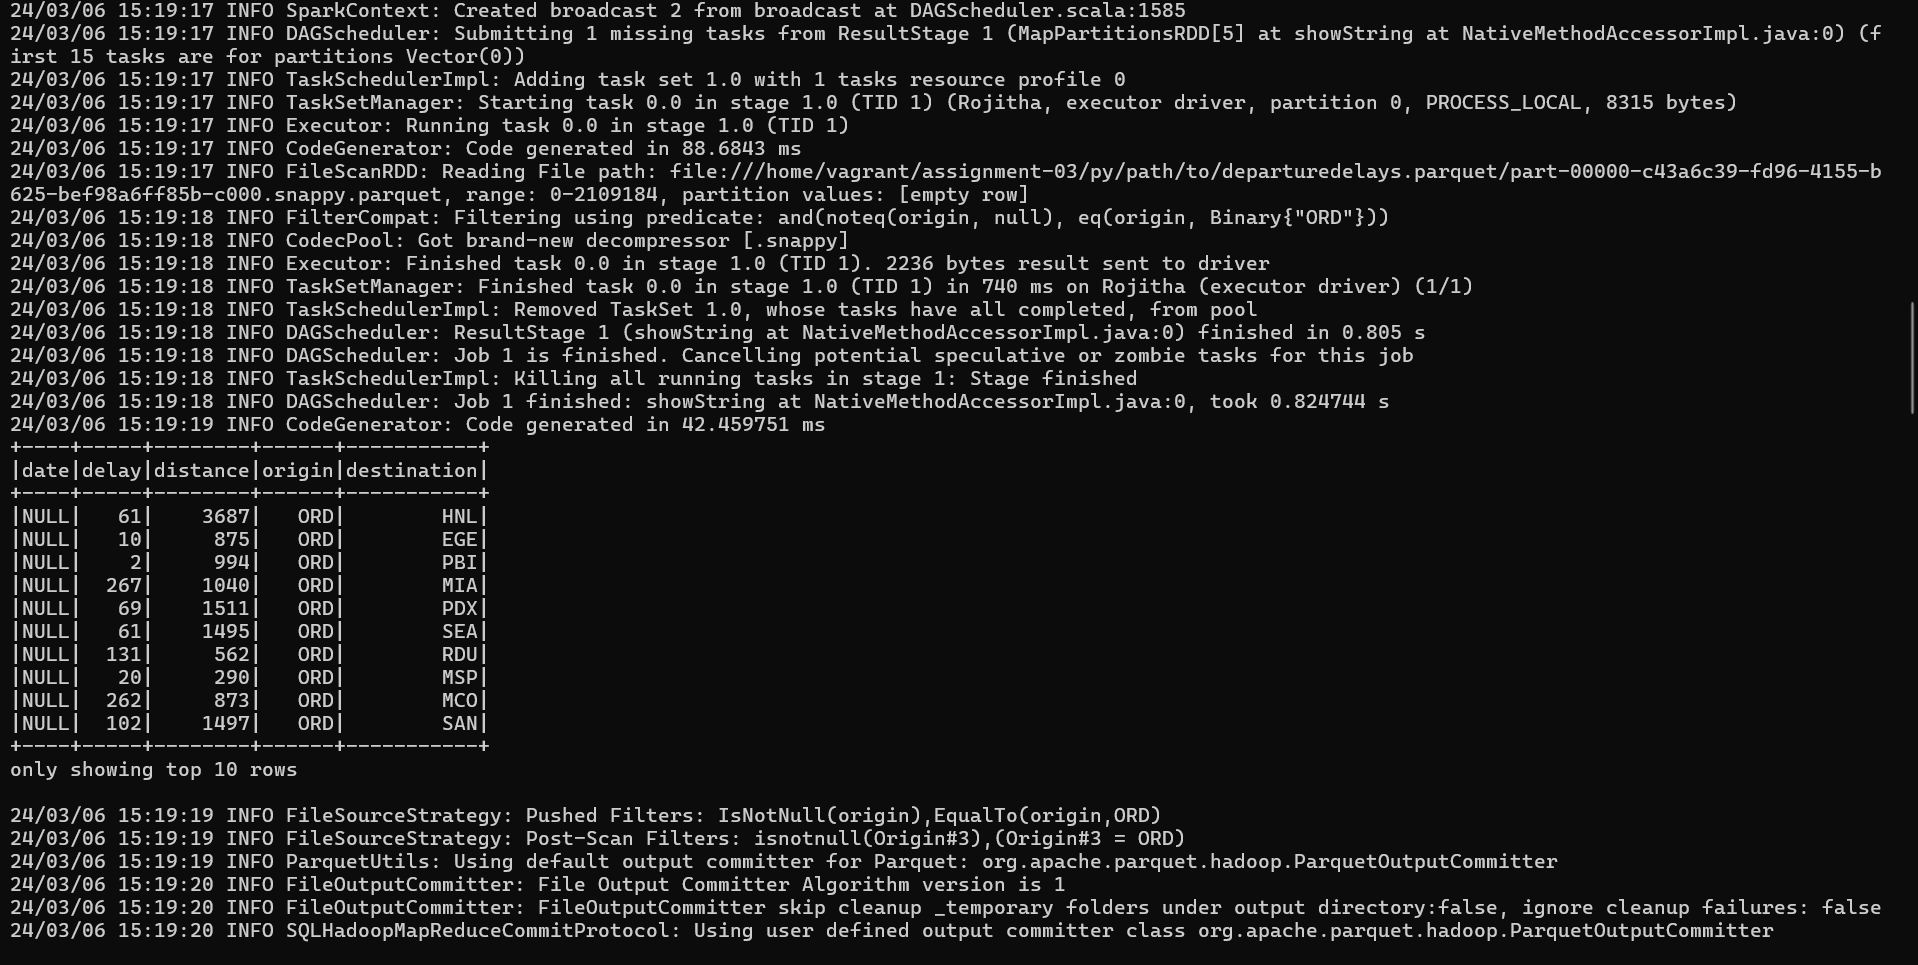 24/03/06 15:19:17 INFO SparkContext: Created broadcast 2 from broadcast at DAGScheduler.scala:1585
24/03/06 15:19:17 INFO DAGScheduler: Submitting 1 missing tasks from ResultStage 1 (MapPartitionsRDD[5] at showString at NativeMethodAccessorImpl.java:0) (f
irst 15 tasks are for partitions Vector(0))
24/03/06 15:19:17 INFO TaskSchedulerImpl: Adding task set 1.0 with 1 tasks resource profile 0
24/03/06 15:19:17 INFO TaskSetManager: Starting task 0.0 in stage 1.0 (TID 1) (Rojitha, executor driver, partition 0, PROCESS_LOCAL, 8315 bytes)
24/03/06 15:19:17 INFO Executor: Running task 0.0 in stage 1.0 (TID 1)
24/03/06 15:19:17 INFO CodeGenerator: Code generated in 88.6843 ms
24/03/06 15:19:17 INFO FileScanRDD: Reading File path: file:///home/vagrant/assignment-03/py/path/to/departuredelays.parquet/part-00000-c43a6c39-fd96-4155-b
625-bef98a6ff85b-c000.snappy.parquet, range: 0-2109184, partition values: [empty row]
24/03/06 15:19:18 INFO FilterCompat: Filtering using predicate: and(noteq(origin, null), eq(origin, Binary{"ORD"}))
24/03/06 15:19:18 INFO CodecPool: Got brand-new decompressor [.snappy]
24/03/06 15:19:18 INFO Executor: Finished task 0.0 in stage 1.0 (TID 1). 2236 bytes result sent to driver
24/03/06 15:19:18 INFO TaskSetManager: Finished task 0.0 in stage 1.0 (TID 1) in 740 ms on Rojitha (executor driver) (1/1)
24/03/06 15:19:18 INFO TaskSchedulerImpl: Removed TaskSet 1.0, whose tasks have all completed, from pool
24/03/06 15:19:18 INFO DAGScheduler: ResultStage 1 (showString at NativeMethodAccessorImpl.java:0) finished in 0.805 s
24/03/06 15:19:18 INFO DAGScheduler: Job 1 is finished. Cancelling potential speculative or zombie tasks for this job
24/03/06 15:19:18 INFO TaskSchedulerImpl: Killing all running tasks in stage 1: Stage finished
24/03/06 15:19:18 INFO DAGScheduler: Job 1 finished: showString at NativeMethodAccessorImpl.java:0, took 0.824744 s
24/03/06 15:19:19 INFO CodeGenerator: Code generated in 42.459751 ms
+----+-----+--------+------+-----------+
|date|delay|distance|origin|destination|
+----+-----+--------+------+-----------+
|NULL|   61|    3687|   ORD|        HNL|
|NULL|   10|     875|   ORD|        EGE|
|NULL|    2|     994|   ORD|        PBI|
|NULL|  267|    1040|   ORD|        MIA|
|NULL|   69|    1511|   ORD|        PDX|
|NULL|   61|    1495|   ORD|        SEA|
|NULL|  131|     562|   ORD|        RDU|
|NULL|   20|     290|   ORD|        MSP|
|NULL|  262|     873|   ORD|        MCO|
|NULL|  102|    1497|   ORD|        SAN|
+----+-----+--------+------+-----------+
only showing top 10 rows
24/03/06 15:19:19 INFO FileSourceStrategy: Pushed Filters: IsNotNull(origin),EqualTo(origin,ORD)
24/03/06 15:19:19 INFO FileSourceStrategy: Post-Scan Filters: isnotnull(Origin#3),(Origin#3 = ORD)
24/03/06 15:19:19 INFO ParquetUtils: Using default output committer for Parquet: org.apache.parquet.hadoop.ParquetOutputCommitter
24/03/06 15:19:20 INFO FileOutputCommitter: File Output Committer Algorithm version is 1
24/03/06 15:19:20 INFO FileOutputCommitter: FileOutputCommitter skip cleanup _temporary folders under output directory:false, ignore cleanup failures: false
24/03/06 15:19:20 INFO SQLHadoopMapReduceCommitProtocol: Using user defined output committer class org.apache.parquet.hadoop.ParquetOutputCommitter